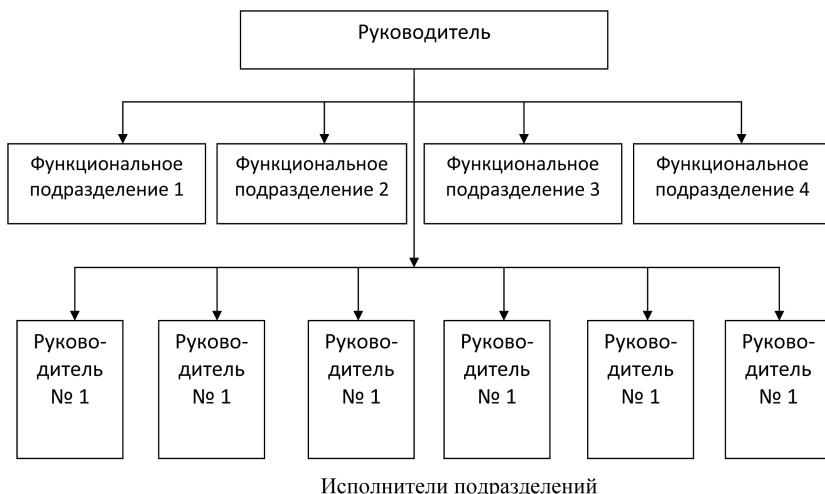 Руководитель
Функциональное
подразделение 1
Функциональное
подразделение 2
Функциональное
подразделение 3
Функциональное
подразделение 4
Руково-
дитель
№ 1
Руково-
дитель
№ 1
Руково-
дитель
№ 1
Руково-
дитель
№ 1
Руково-
дитель
№ 1
Руково-
дитель
№ 1
Исполнители подразделений